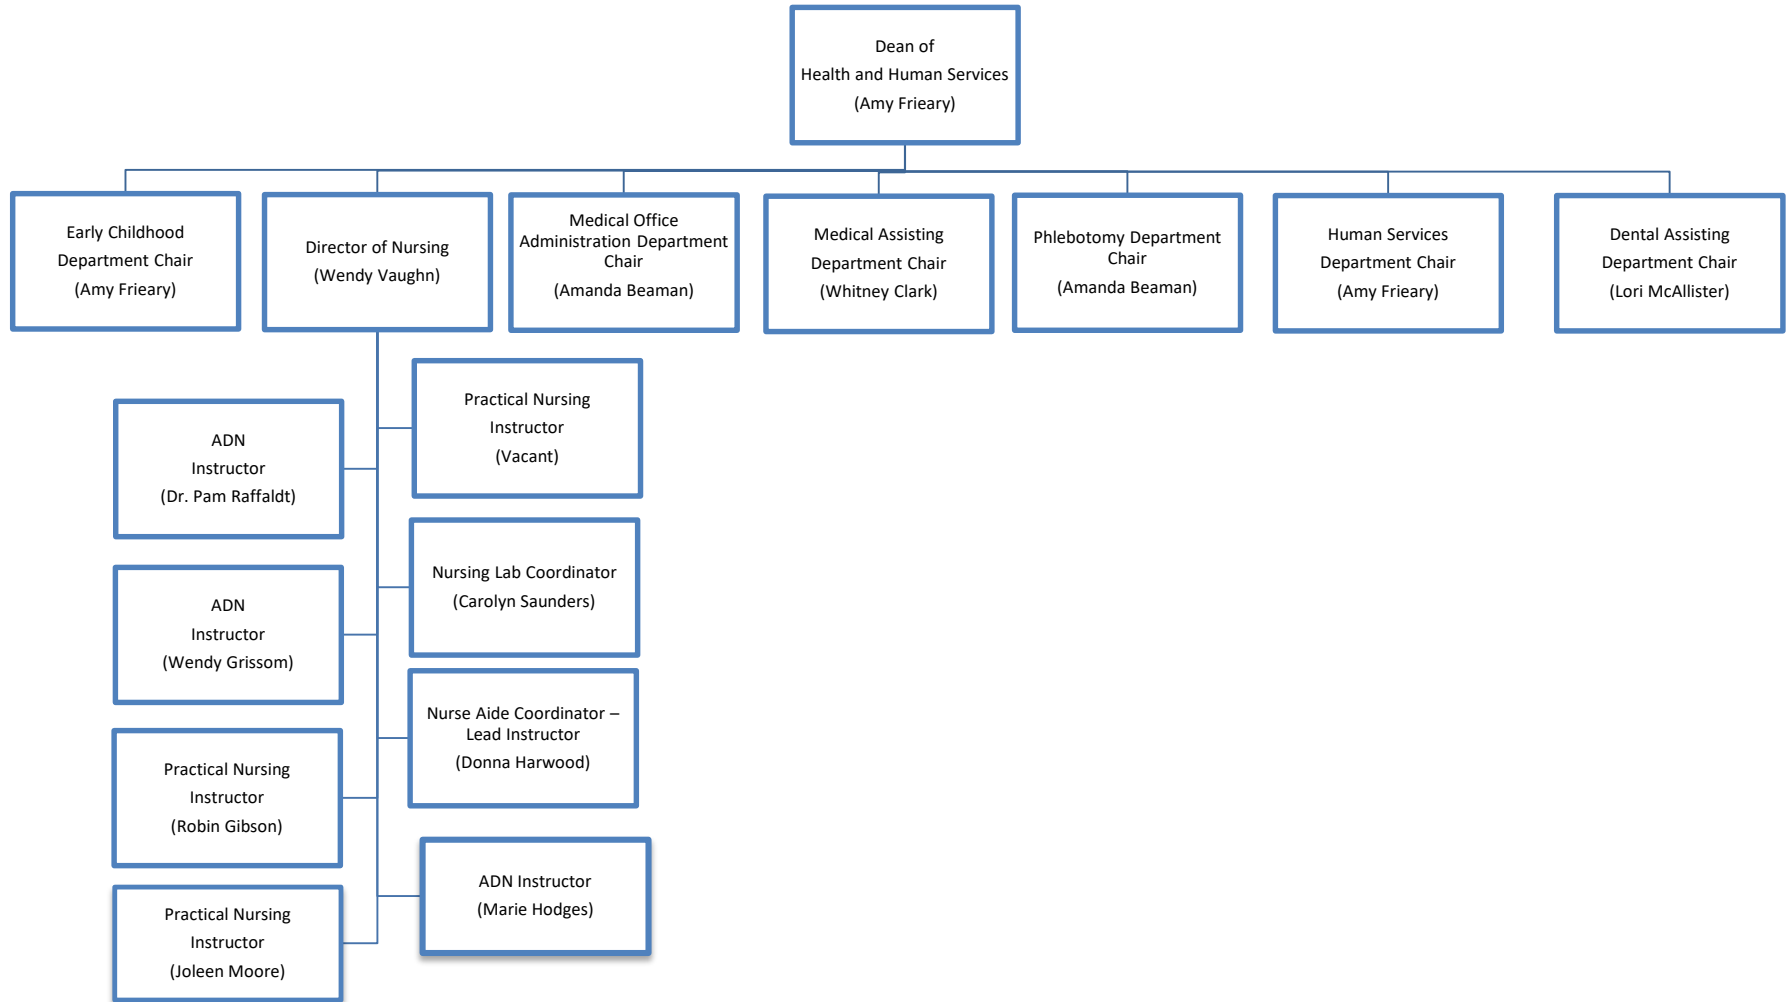 Dean of
Health and Human Services
(Amy Frieary)
Early Childhood
Department Chair
(Amy Frieary)
Director of Nursing
(Wendy Vaughn)
Medical Office
Administration Department
Chair
(Amanda Beaman)
Medical Assisting
Department Chair
(Whitney Clark)
Phlebotomy Department
Chair
(Amanda Beaman)
Human Services
Department Chair
(Amy Frieary)
Dental Assisting
Department Chair
(Lori McAllister)
Practical Nursing
Instructor
(Vacant)
ADN
Instructor
(Dr. Pam Raffaldt)
Nursing Lab Coordinator
(Carolyn Saunders)
ADN
Instructor
(Wendy Grissom)
Nurse Aide Coordinator –
Lead Instructor
(Donna Harwood)
Practical Nursing
Instructor
(Robin Gibson)
ADN Instructor
(Marie Hodges)
Practical Nursing
Instructor
(Joleen Moore)